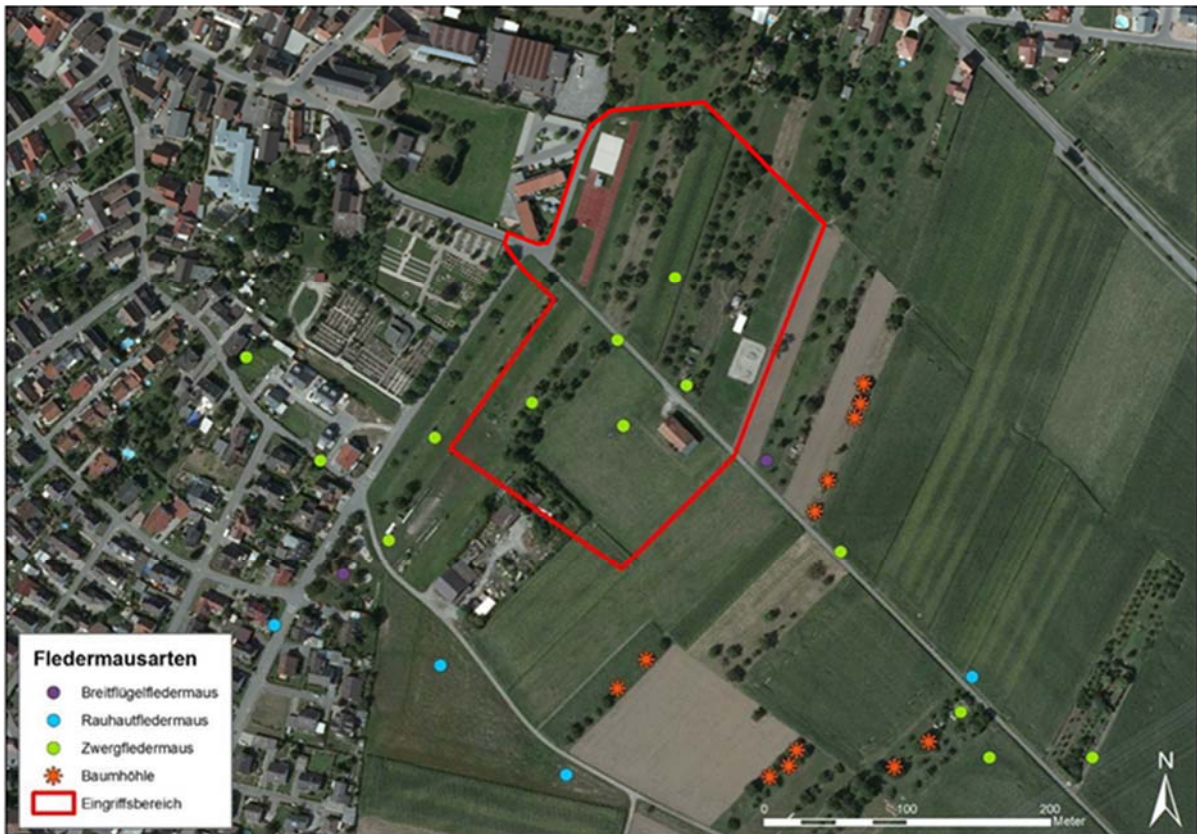 Fledermausarten
Breitflügelfledermaus
Rauhautfledermaus
Zwergfledermaus
Baumhöhle
Eingriffsbereich
N
0 100 200
Meter